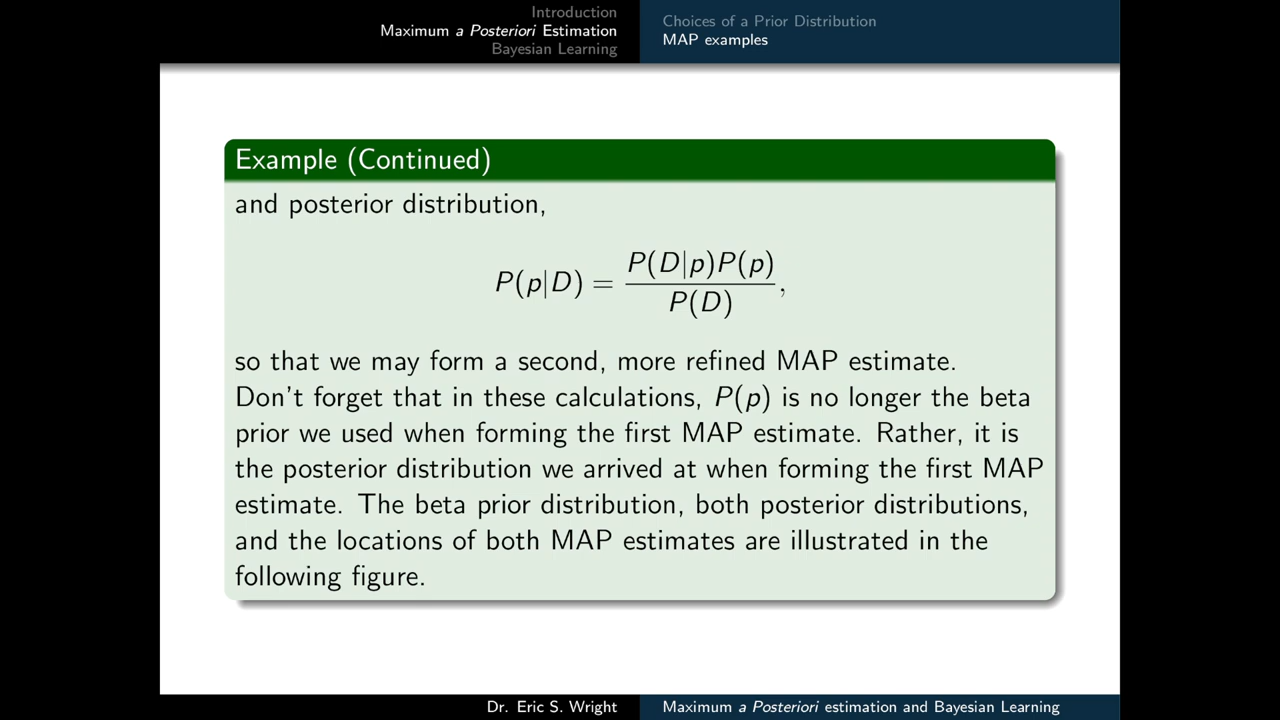 Introduction
Maximum a Posteriori Estimation
Bayesian Learning
Choices of a Prior Distribution
MAP examples
Example (Continued)
and posterior distribution,
P(p|D) = P(D|p)P(p) / P(D),
so that we may form a second, more refined MAP estimate.
Don't forget that in these calculations, P(p) is no longer the beta
prior we used when forming the first MAP estimate. Rather, it is
the posterior distribution we arrived at when forming the first MAP
estimate. The beta prior distribution, both posterior distributions,
and the locations of both MAP estimates are illustrated in the
following figure.
Dr. Eric S. Wright
Maximum a Posteriori estimation and Bayesian Learning